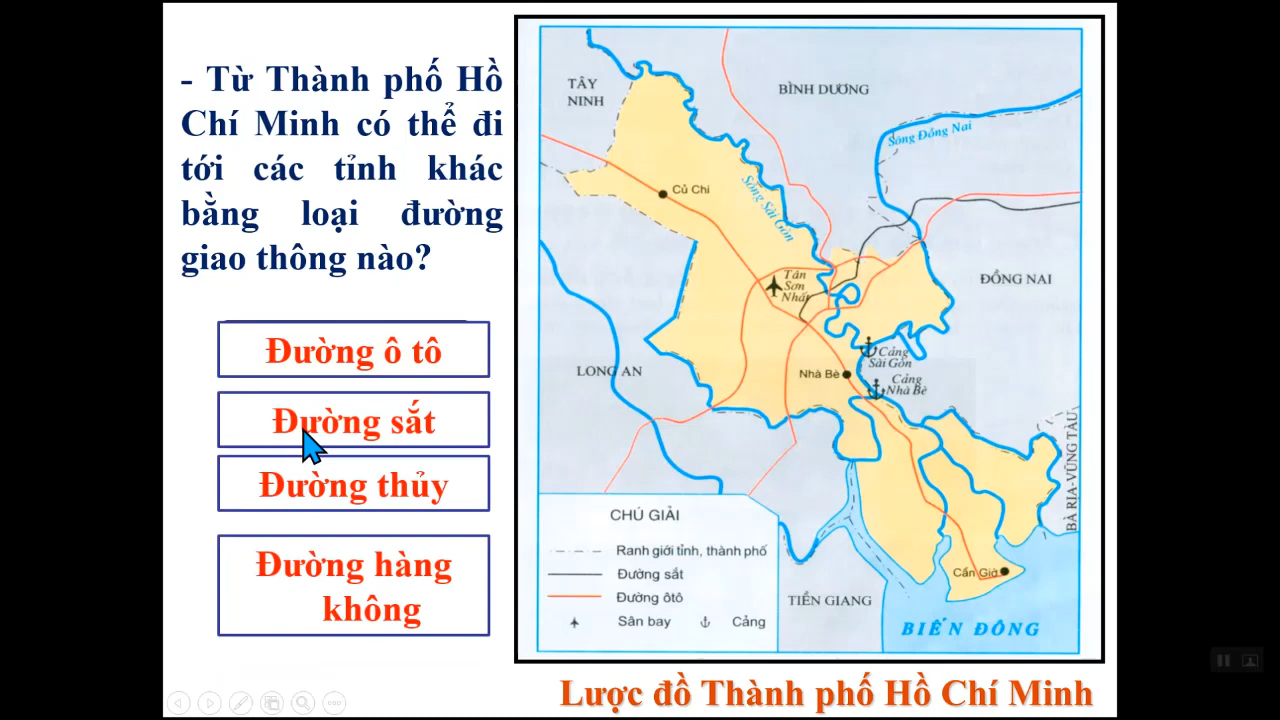 - Từ Thành phố Hồ
Chí Minh có thể đi
tới các tỉnh khác
bằng loại đường
giao thông nào?
Đường ô tô
Đường sắt
Đường thủy
Đường hàng
không
TÂY
NINH
BÌNH DƯƠNG
Sông Đồng Nai
Củ Chi
Sông Sài Gòn
Tân
Sơn
Nhất
ĐỒNG NAI
LONG AN
Nhà Bè
Cảng
Sài Gòn
Cảng
Nhà Bè
BÀ RỊA-VŨNG TÀU
CHÚ GIẢI
Ranh giới tỉnh, thành phố
Đường sắt
Đường ôtô
Sân bay
Cảng
TIỀN GIANG
Cần Giờ
BIỂN ĐÔNG
Lược đồ Thành phố Hồ Chí Minh